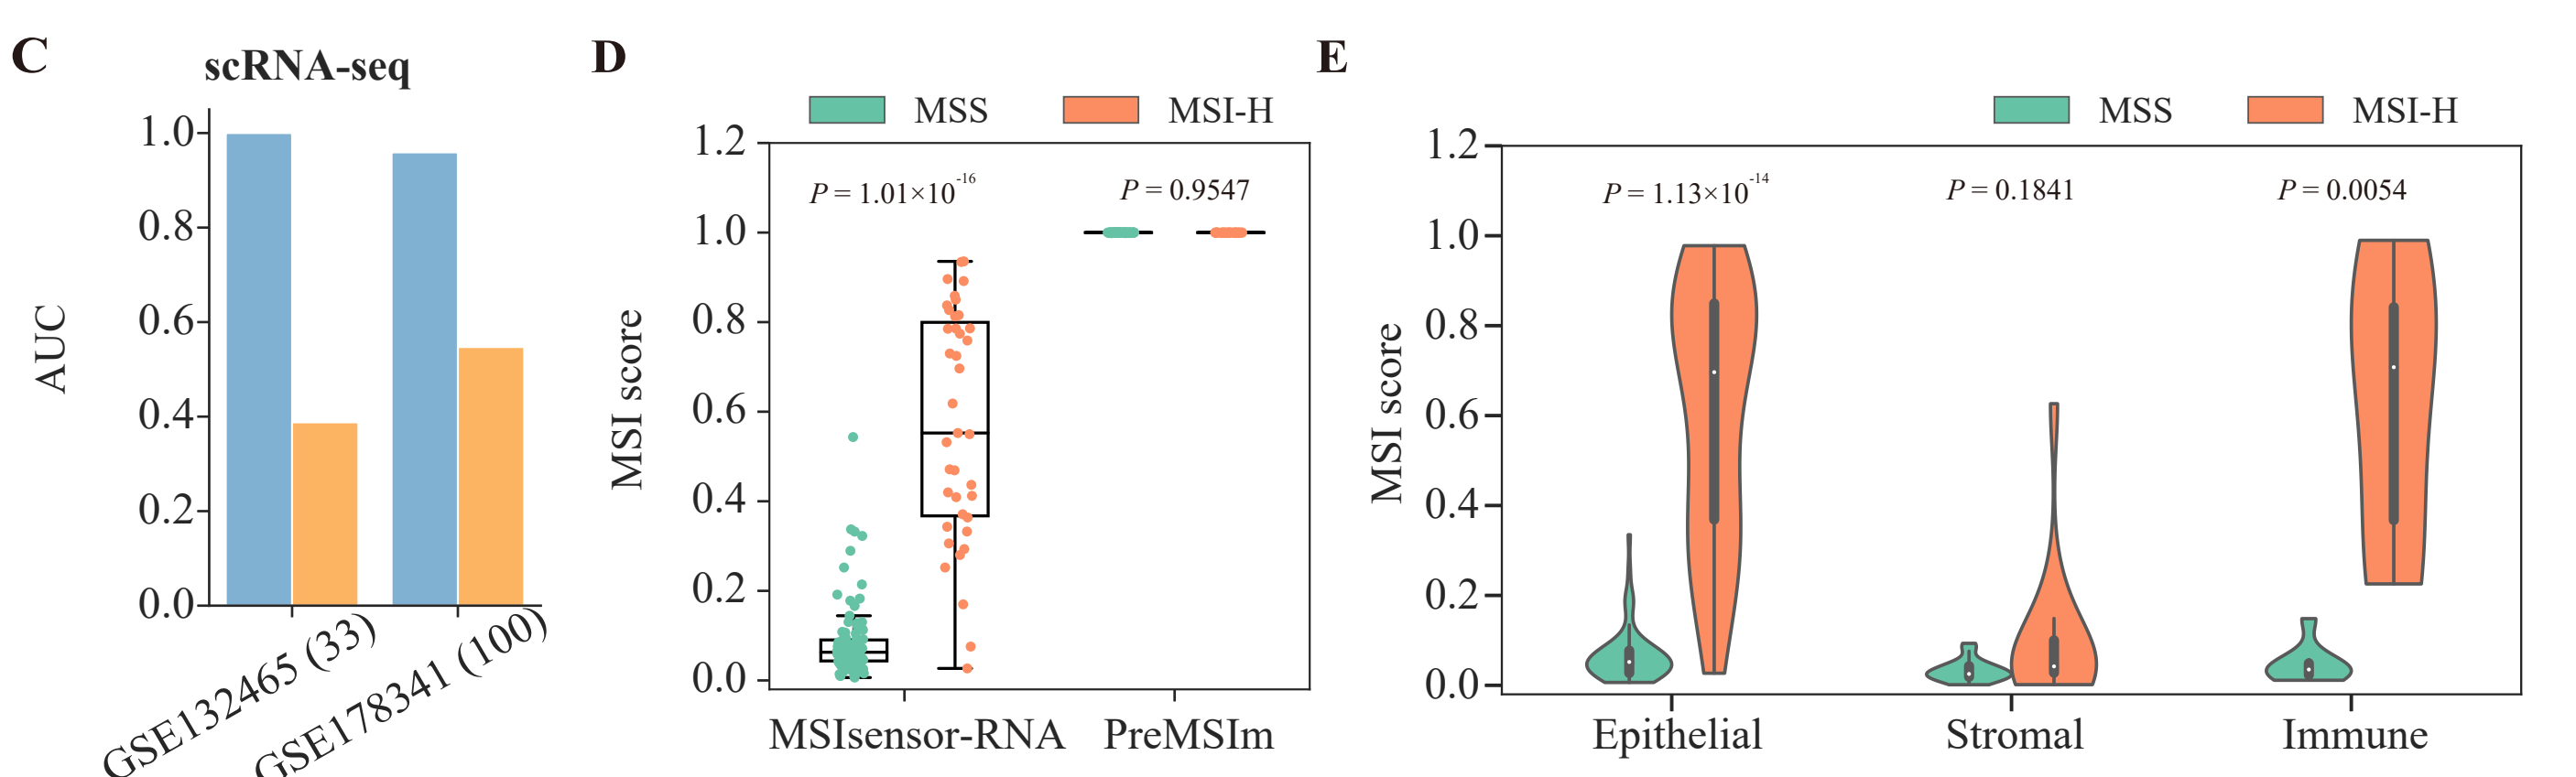 C
scRNA-seq
AUC
1.0
0.8
0.6
0.4
0.2
0.0
GSE132465 (33)
GSE178341 (100)
D
MSS
MSI-H
MSI score
1.2
1.0
0.8
0.6
0.4
0.2
0.0
P = 1.01×10⁻¹⁶
P = 0.9547
MSIsensor-RNA
PreMSIm
E
MSS
MSI-H
MSI score
1.2
1.0
0.8
0.6
0.4
0.2
0.0
P = 1.13×10⁻¹⁴
P = 0.1841
P = 0.0054
Epithelial
Stromal
Immune